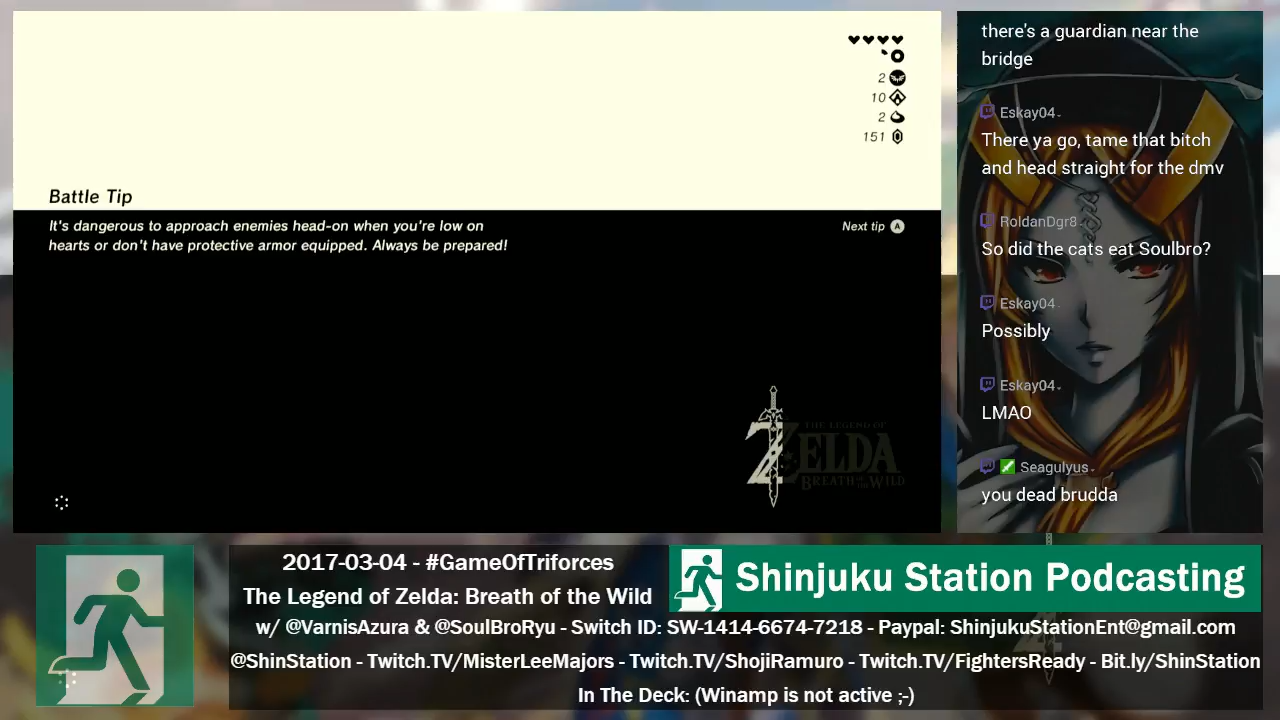 2
10
2
151
Battle Tip
It's dangerous to approach enemies head-on when you're low on
hearts or don't have protective armor equipped. Always be prepared!
Next tip A
THE LEGEND OF
ZELDA
BREATH OF THE WILD
there's a guardian near the
bridge
Eskay04
There ya go, tame that bitch
and head straight for the dmv
RoldanDgr8
So did the cats eat Soulbro?
Eskay04
Possibly
Eskay04
LMAO
Seagulyus
you dead brudda
2017-03-04 - #GameOfTriforces
The Legend of Zelda: Breath of the Wild
Shinjuku Station Podcasting
w/ @VarnisAzura & @SoulBroRyu - Switch ID: SW-1414-6674-7218 - Paypal: ShinjukuStationEnt@gmail.com
@ShinStation - Twitch.TV/MisterLeeMajors - Twitch.TV/ShojiRamuro - Twitch.TV/FightersReady - Bit.ly/ShinStation
In The Deck: (Winamp is not active ;-)